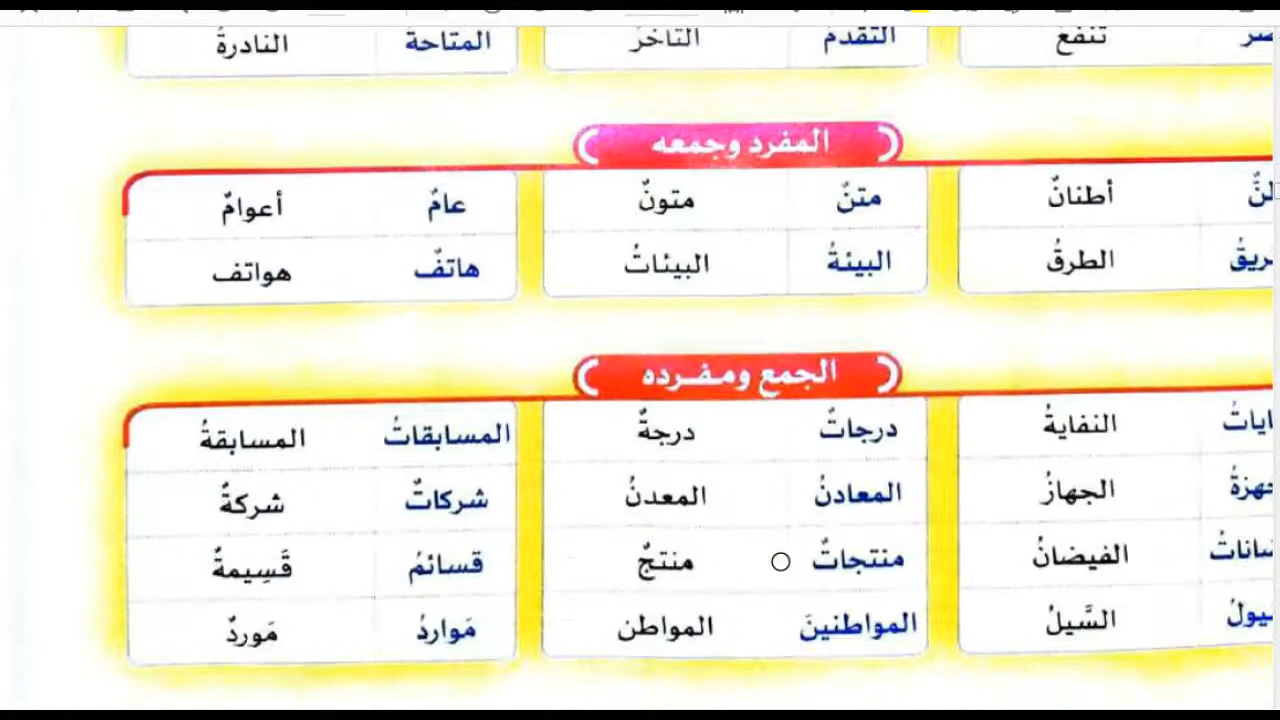 تنفع التقدم التأخر المتاحة النادرة
المفرد وجمعه
أطنانٌ متنٌ متونٌ عامٌ أعوامٌ
الطرقُ البيئةُ البيئاتُ هاتفٌ هواتف
الجمع ومفرده
النفايةُ درجاتٌ درجةٌ المسابقاتُ المسابقةُ
الجهازُ المعادنُ المعدنُ شركاتٌ شركةٌ
الفيضانُ منتجاتٌ منتجٌ قسائمُ قَسِيمةٌ
السَّيلُ المواطنينَ المواطن مَواردُ مَوردٌ